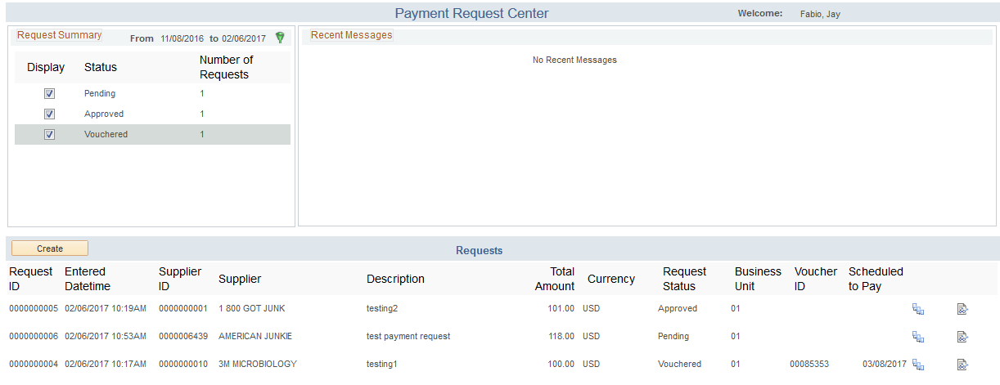 Payment Request Center
Welcome: Fabio, Jay
Request Summary From 11/08/2016 to 02/06/2017
Recent Messages
No Recent Messages
Display Status Number of Requests
Pending 1
Approved 1
Vouchered 1
Create
Requests
Request ID Entered Datetime Supplier ID Supplier Description Total Amount Currency Request Status Business Unit Voucher ID Scheduled to Pay
0000000005 02/06/2017 10:19AM 0000000001 1 800 GOT JUNK testing2 101.00 USD Approved 01
0000000006 02/06/2017 10:53AM 0000006439 AMERICAN JUNKIE test payment request 118.00 USD Pending 01
0000000004 02/06/2017 10:17AM 0000000010 3M MICROBIOLOGY testing1 100.00 USD Vouchered 01 00085353 03/08/2017